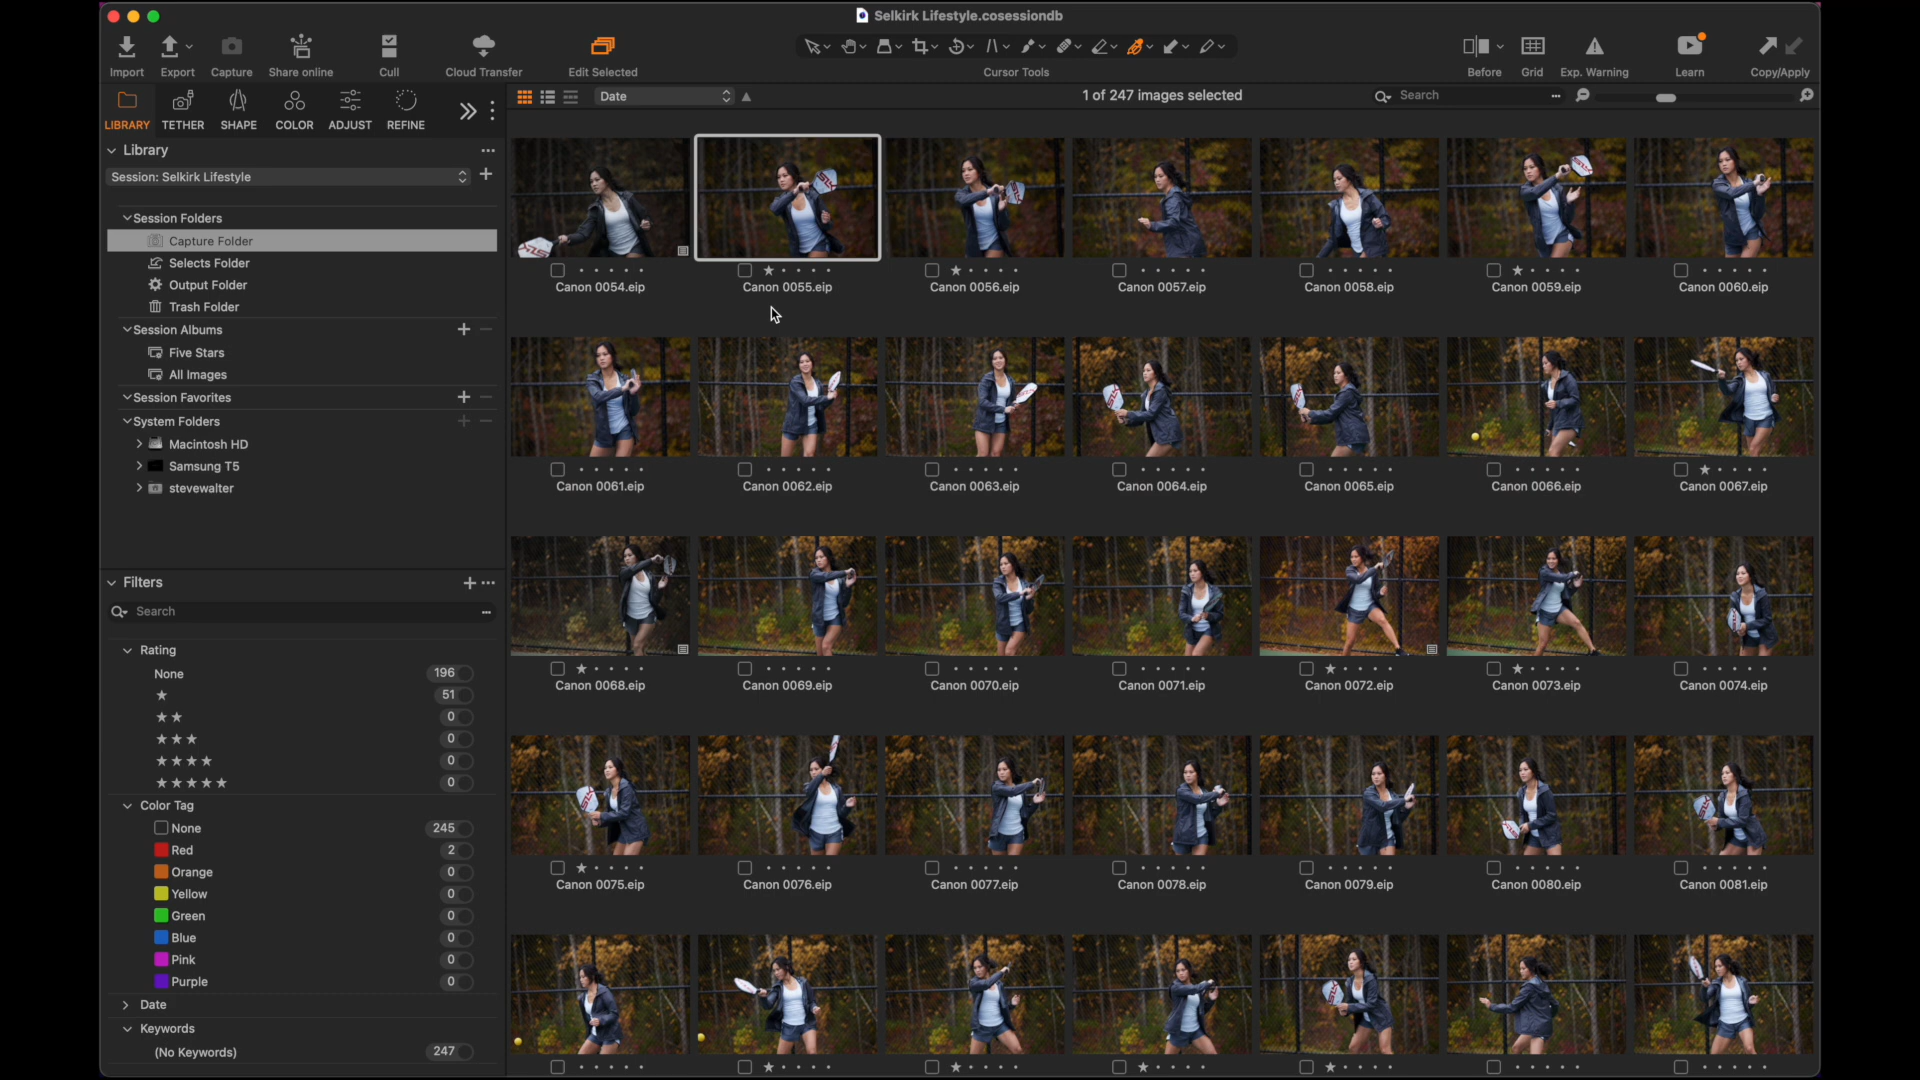 Selkirk Lifestyle.cosessiondb
Import Export Capture Share online Cull Cloud Transfer Edit Selected Cursor Tools Before Grid Exp. Warning Learn Copy/Apply
LIBRARY TETHER SHAPE COLOR ADJUST REFINE
Date 1 of 247 images selected Search
Library
Session: Selkirk Lifestyle
Session Folders
Capture Folder
Selects Folder
Output Folder
Trash Folder
Session Albums
Five Stars
All Images
Session Favorites
System Folders
Macintosh HD
Samsung T5
stevewalter
Filters
Search
Rating
None 196
★ 51
★★ 0
★★★ 0
★★★★ 0
★★★★★ 0
Color Tag
None 245
Red 2
Orange 0
Yellow 0
Green 0
Blue 0
Pink 0
Purple 0
Date
Keywords
(No Keywords) 247
Canon 0054.eip Canon 0055.eip Canon 0056.eip Canon 0057.eip Canon 0058.eip Canon 0059.eip Canon 0060.eip
Canon 0061.eip Canon 0062.eip Canon 0063.eip Canon 0064.eip Canon 0065.eip Canon 0066.eip Canon 0067.eip
Canon 0068.eip Canon 0069.eip Canon 0070.eip Canon 0071.eip Canon 0072.eip Canon 0073.eip Canon 0074.eip
Canon 0075.eip Canon 0076.eip Canon 0077.eip Canon 0078.eip Canon 0079.eip Canon 0080.eip Canon 0081.eip